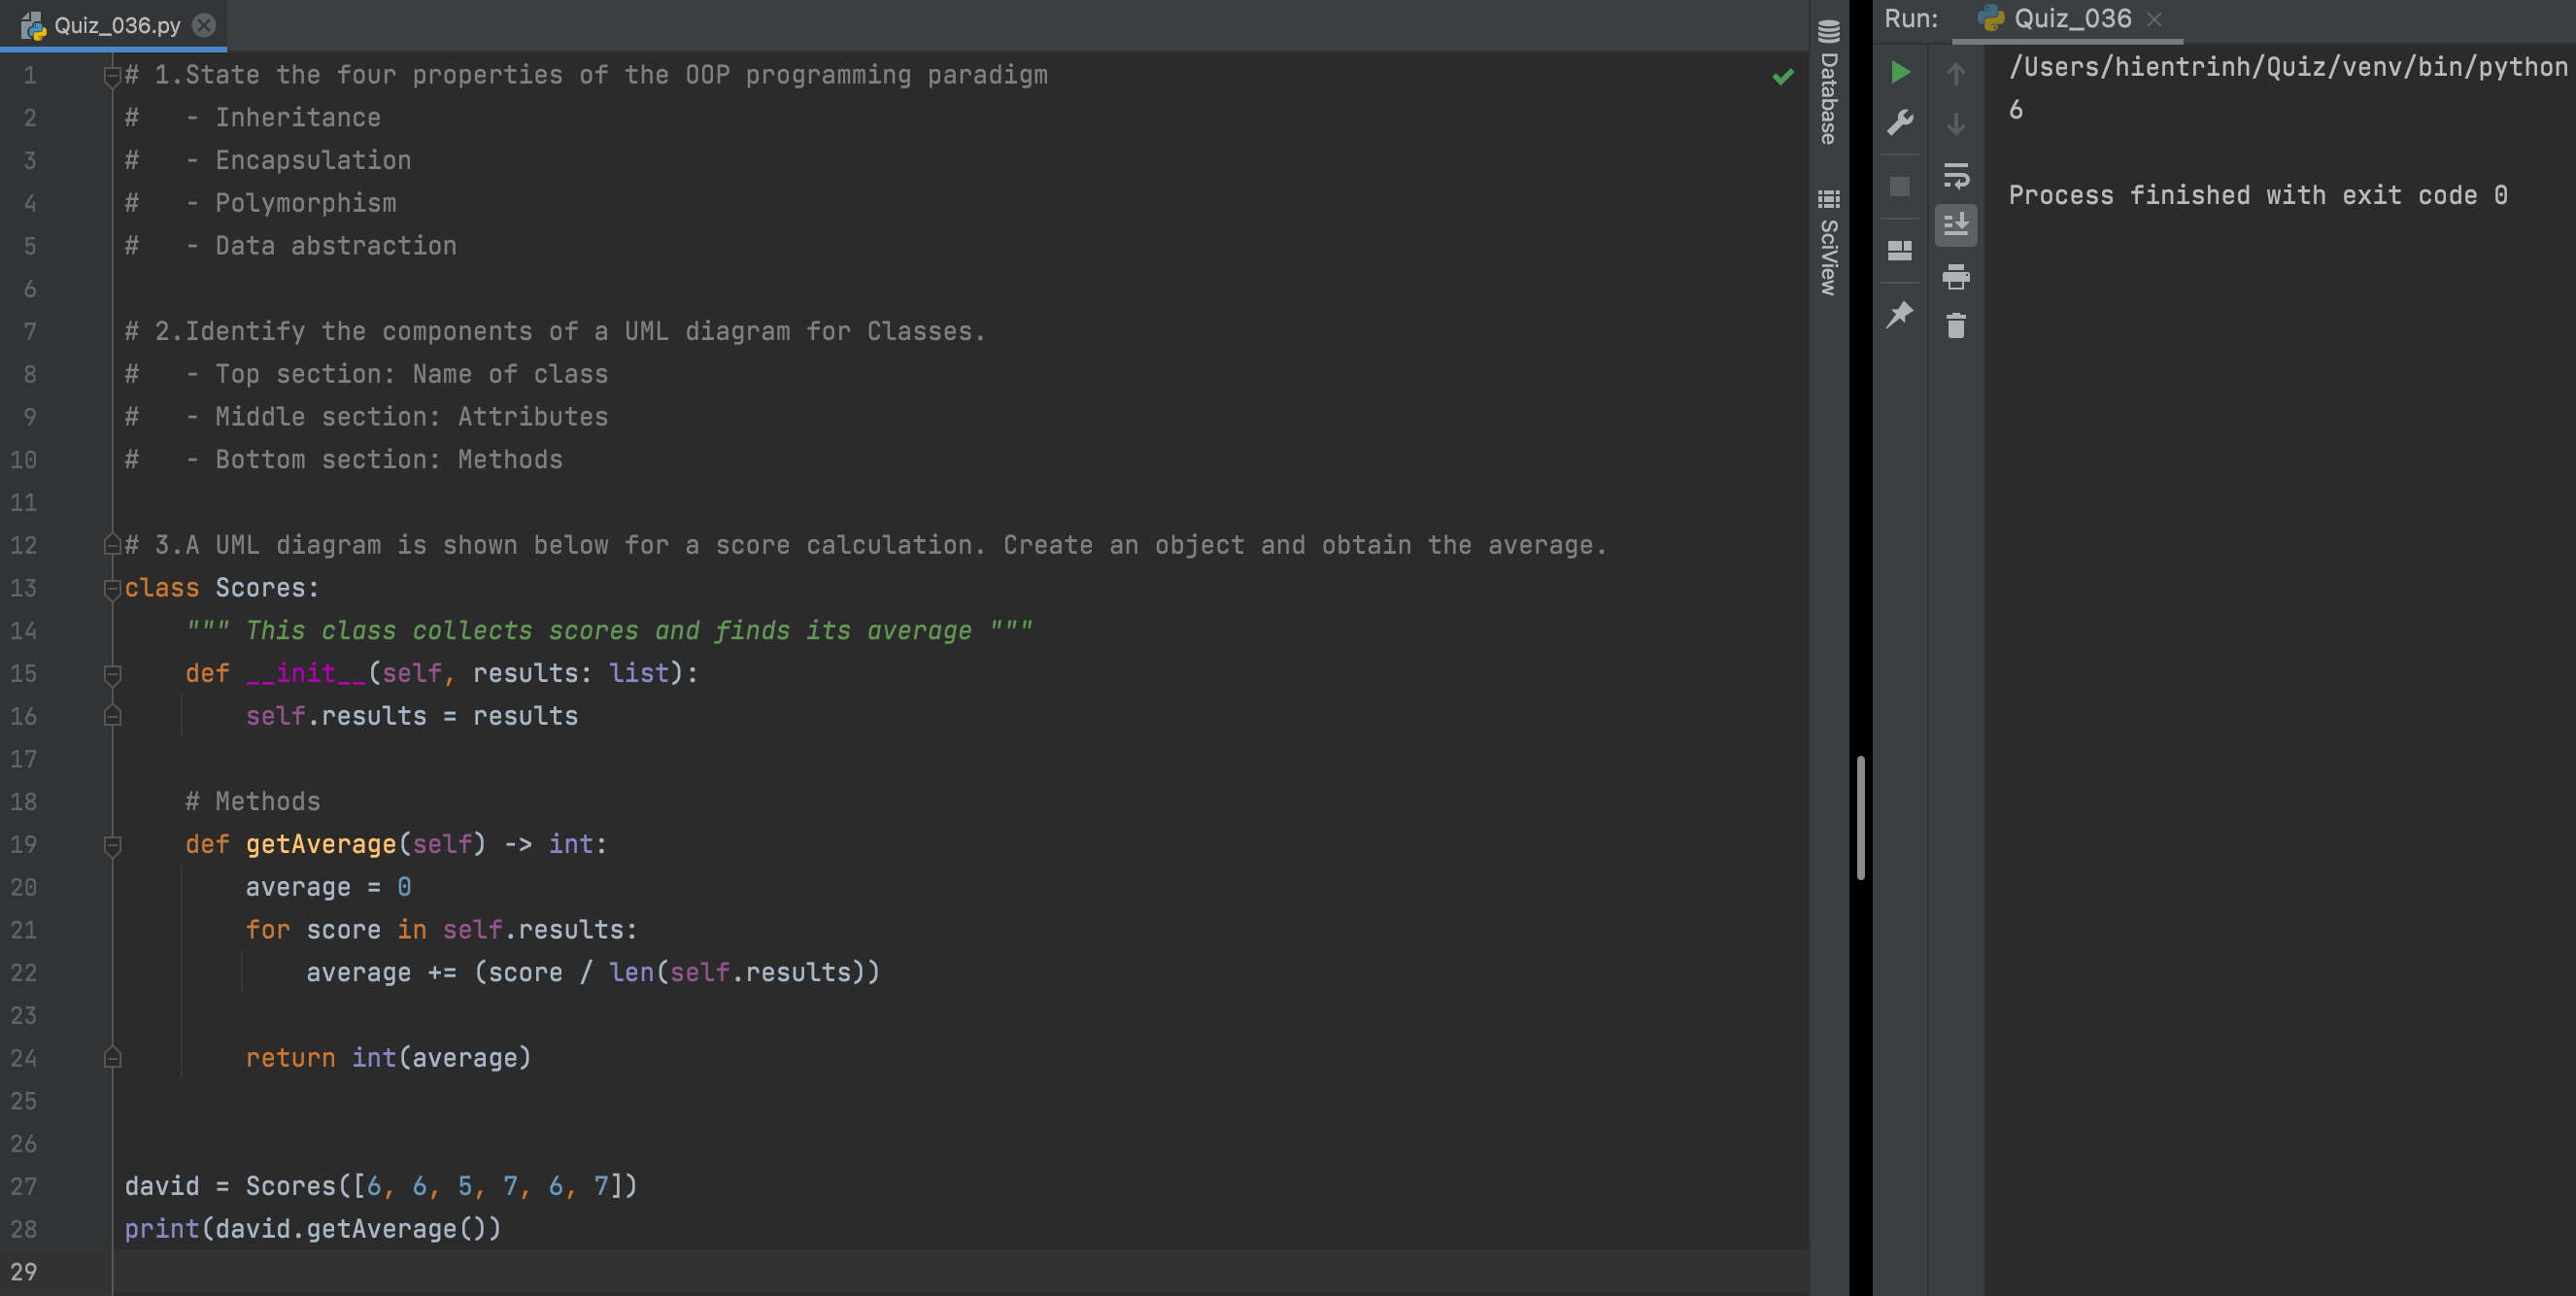 Quiz_036.py
1 # 1.State the four properties of the OOP programming paradigm
2 #   - Inheritance
3 #   - Encapsulation
4 #   - Polymorphism
5 #   - Data abstraction
6
7 # 2.Identify the components of a UML diagram for Classes.
8 #   - Top section: Name of class
9 #   - Middle section: Attributes
10 #   - Bottom section: Methods
11
12 # 3.A UML diagram is shown below for a score calculation. Create an object and obtain the average.
13 class Scores:
14     """ This class collects scores and finds its average """
15     def __init__(self, results: list):
16         self.results = results
17
18     # Methods
19     def getAverage(self) -> int:
20         average = 0
21         for score in self.results:
22             average += (score / len(self.results))
23
24         return int(average)
25
26
27 david = Scores([6, 6, 5, 7, 6, 7])
28 print(david.getAverage())
29
Database
SciView
Run: Quiz_036
/Users/hientrinh/Quiz/venv/bin/python
6
Process finished with exit code 0